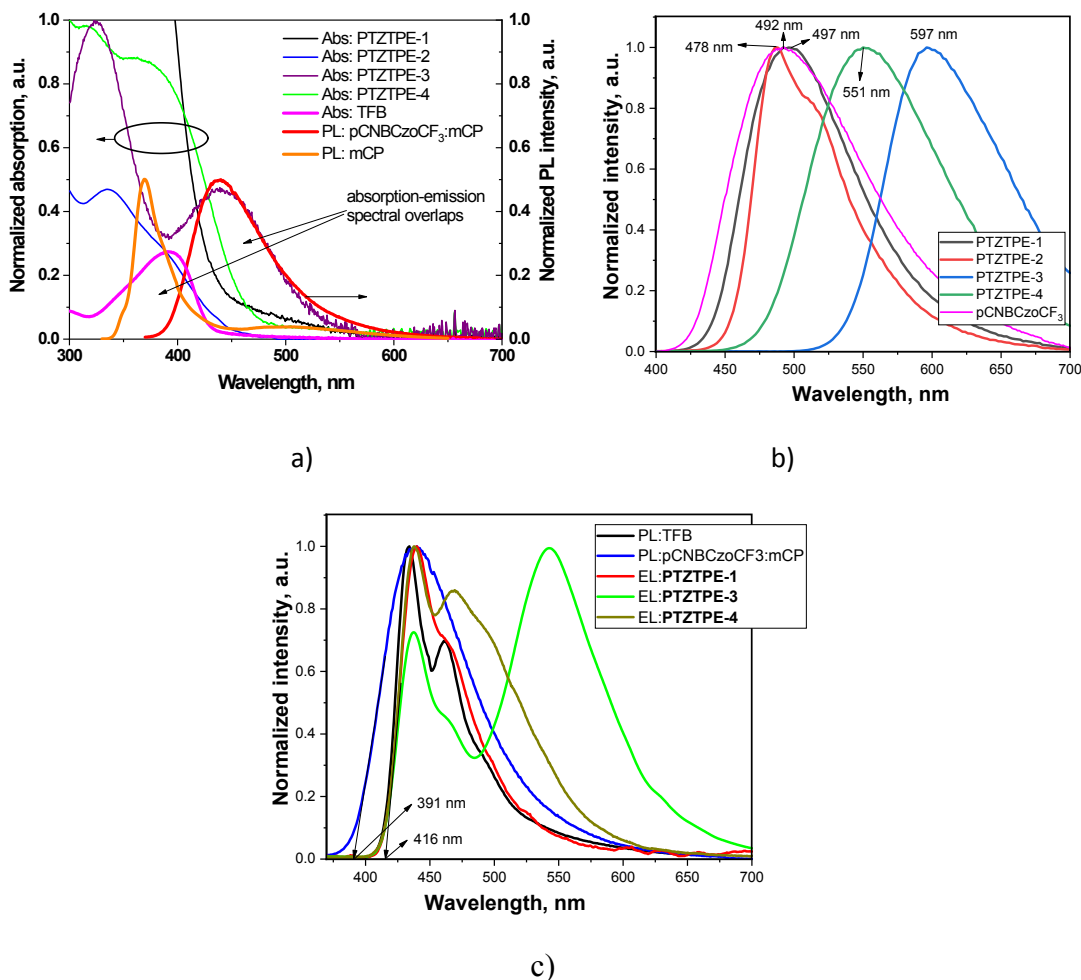 Normalized absorption, a.u.
1.0
0.8
0.6
0.4
0.2
0.0
300
400
500
600
700
Wavelength, nm
1.0
0.8
0.6
0.4
0.2
0.0
Normalized PL intensity, a.u.
Abs: PTZTPE-1
Abs: PTZTPE-2
Abs: PTZTPE-3
Abs: PTZTPE-4
Abs: TFB
PL: pCNBCzoCF₃:mCP
PL: mCP
absorption-emission
spectral overlaps
a)
Normalized intensity, a.u.
1.0
0.8
0.6
0.4
0.2
0.0
400
450
500
550
600
650
700
Wavelength, nm
478 nm
492 nm
497 nm
551 nm
597 nm
PTZTPE-1
PTZTPE-2
PTZTPE-3
PTZTPE-4
pCNBCzoCF₃
b)
Normalized intensity, a.u.
1.0
0.8
0.6
0.4
0.2
0.0
400
450
500
550
600
650
700
Wavelength, nm
PL:TFB
PL:pCNBCzoCF3:mCP
EL:PTZTPE-1
EL:PTZTPE-3
EL:PTZTPE-4
391 nm
416 nm
c)